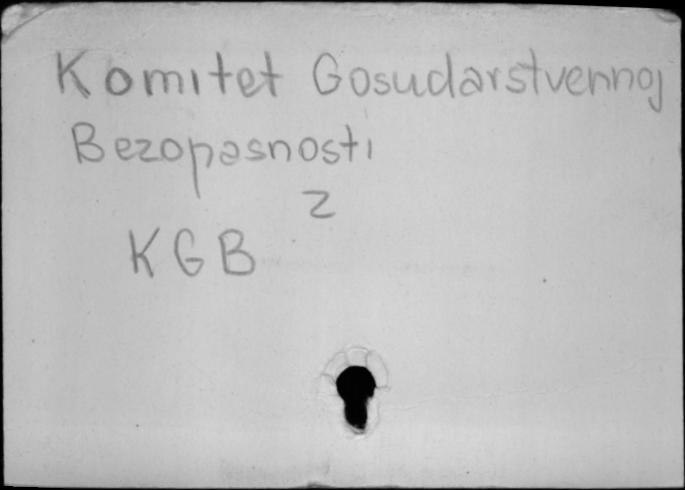 Komitet Gosudarstvennoj
Bezopasnosti
z
KGB